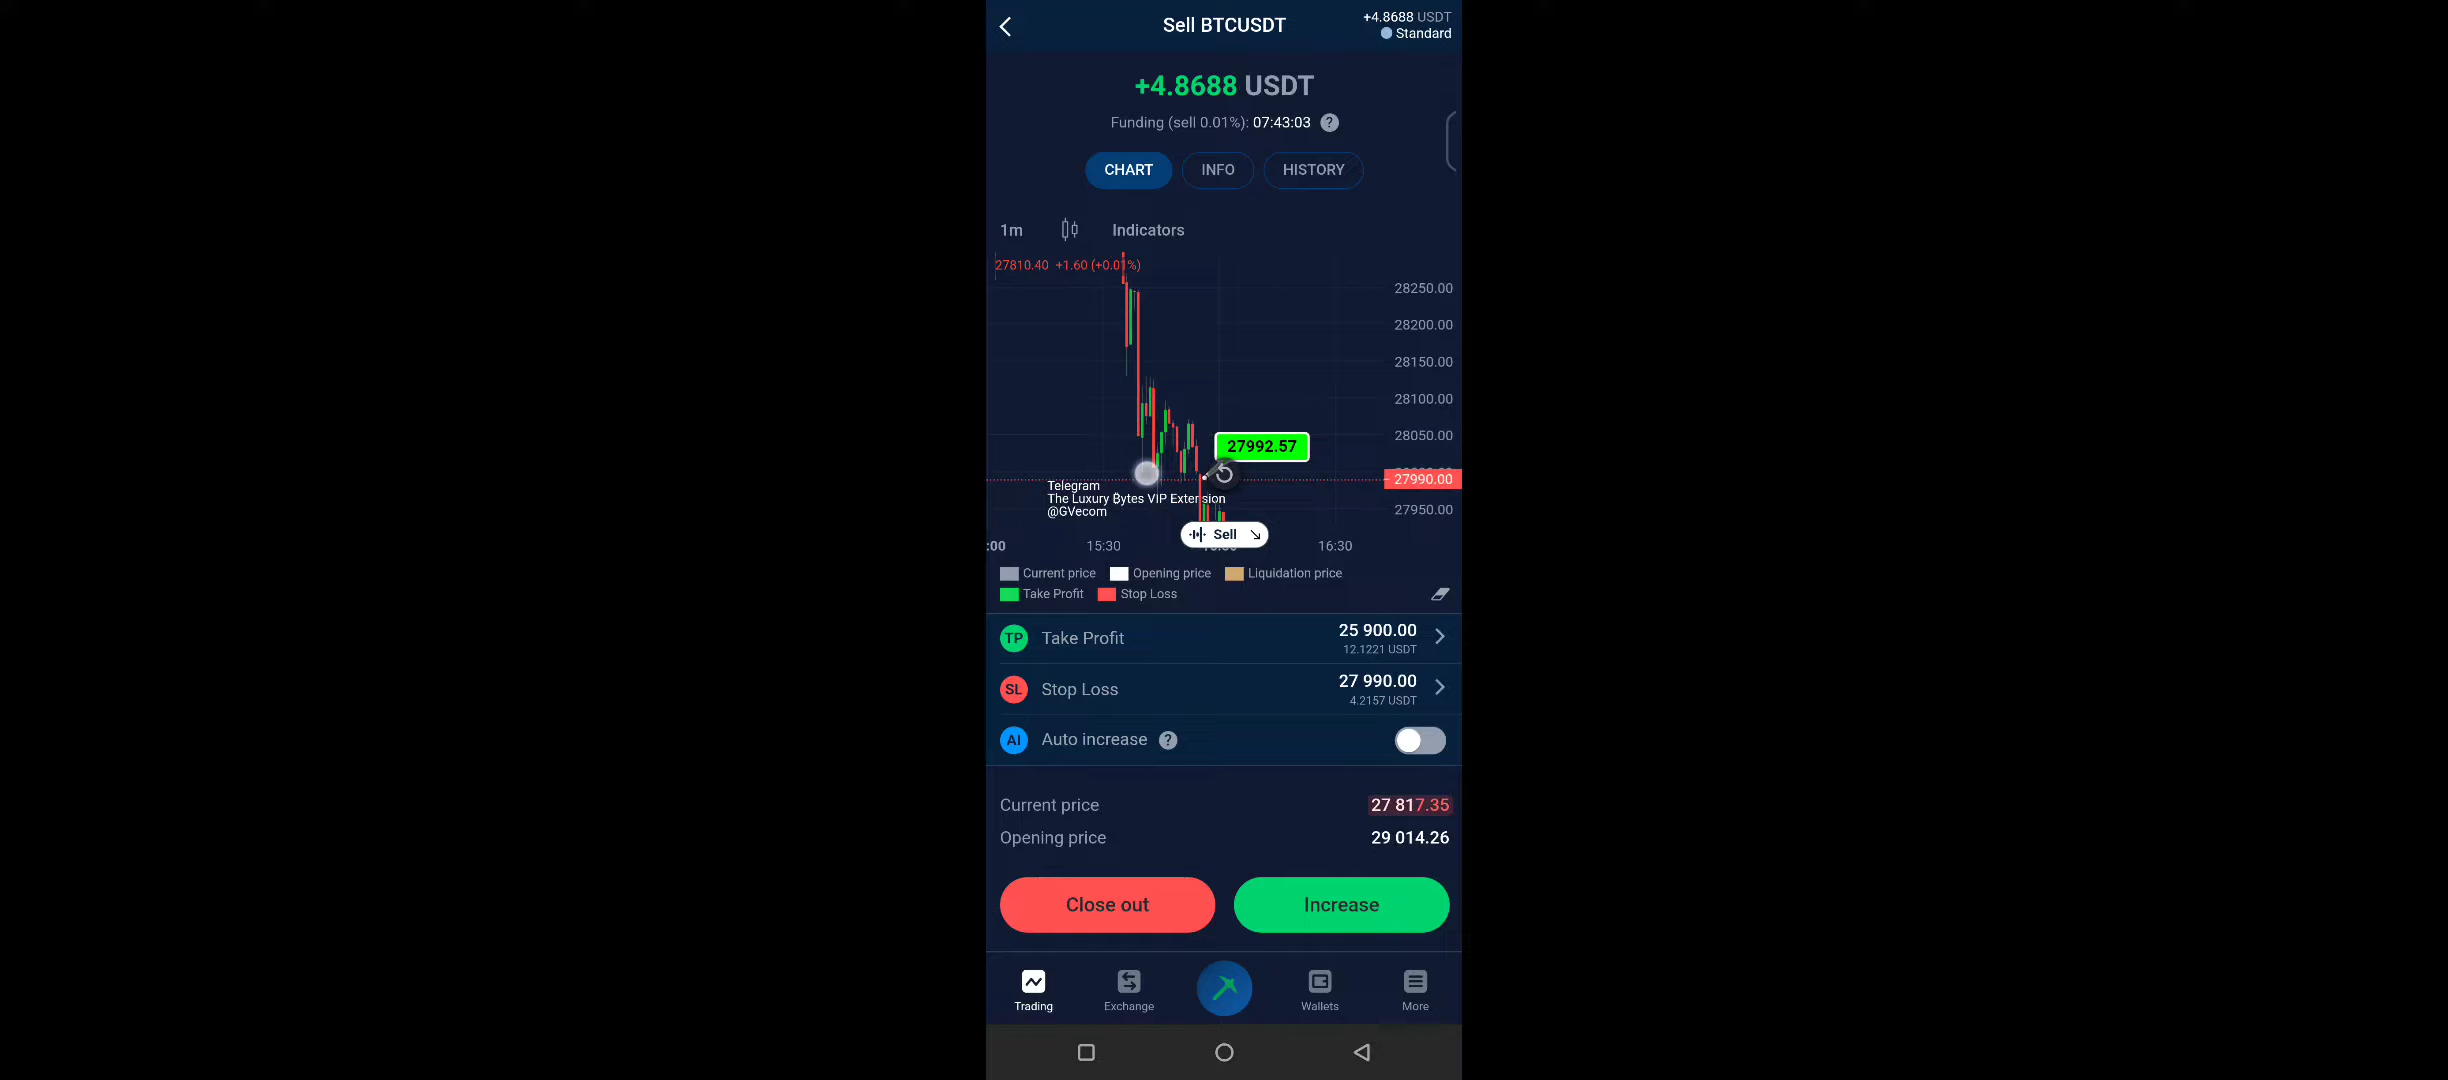 Sell BTCUSDT
+4.8688 USDT
Standard
+4.8688 USDT
Funding (sell 0.01%): 07:43:03 ?
CHART INFO HISTORY
1m Indicators
27810.40 +1.60 (+0.01%)
28250.00
28200.00
28150.00
28100.00
28050.00
27992.57
27990.00
Telegram
The Luxury ₿ytes VIP Extension
@GVecom
27950.00
Sell
:00 15:30 16:30
Current price Opening price Liquidation price
Take Profit Stop Loss
TP Take Profit 25 900.00
12.1221 USDT
SL Stop Loss 27 990.00
4.2157 USDT
AI Auto increase ?
Current price 27 817.35
Opening price 29 014.26
Close out Increase
Trading Exchange Wallets More